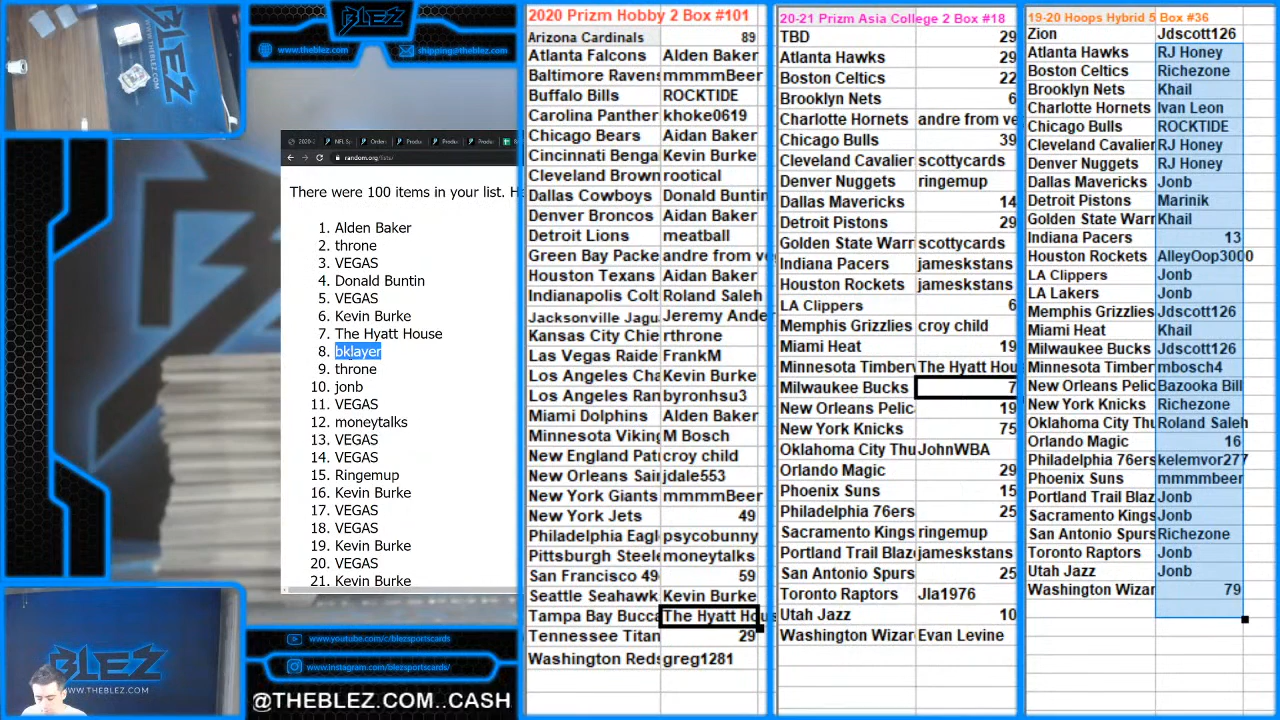 BLEZ
BLEZ
www.theblez.com
shipping@theblez.com
random.org/lists/
There were 100 items in your list. He
1. Alden Baker
2. throne
3. VEGAS
4. Donald Buntin
5. VEGAS
6. Kevin Burke
7. The Hyatt House
8. bklayer
9. throne
10. jonb
11. VEGAS
12. moneytalks
13. VEGAS
14. VEGAS
15. Ringemup
16. Kevin Burke
17. VEGAS
18. VEGAS
19. Kevin Burke
20. VEGAS
21. Kevin Burke
BLEZ
WWW.THEBLEZ.COM
www.youtube.com/c/blezsportscards
www.instagram.com/blezsportscards/
@THEBLEZ.COM..CASH
2020 Prizm Hobby 2 Box #101
Arizona Cardinals 89
Atlanta Falcons Alden Baker
Baltimore Ravens mmmmBeer
Buffalo Bills ROCKTIDE
Carolina Panther khoke0619
Chicago Bears Aidan Baker
Cincinnati Benga Kevin Burke
Cleveland Brown rootical
Dallas Cowboys Donald Buntin
Denver Broncos Aidan Baker
Detroit Lions meatball
Green Bay Packe andre from ve
Houston Texans Aidan Baker
Indianapolis Colt Roland Saleh
Jacksonville Jagu Jeremy Ande
Kansas City Chie rthrone
Las Vegas Raide FrankM
Los Angeles Cha Kevin Burke
Los Angeles Ran byronhsu3
Miami Dolphins Alden Baker
Minnesota Viking M Bosch
New England Pat croy child
New Orleans Sai jdale553
New York Giants mmmmBeer
New York Jets 49
Philadelphia Eagl psycobunny
Pittsburgh Steele moneytalks
San Francisco 49 59
Seattle Seahawk Kevin Burke
Tampa Bay Bucca The Hyatt Hous
Tennessee Titan 29
Washington Reds greg1281
20-21 Prizm Asia College 2 Box #18
TBD 29
Atlanta Hawks 29
Boston Celtics 22
Brooklyn Nets 6
Charlotte Hornets andre from ve
Chicago Bulls 39
Cleveland Cavalier scottycards
Denver Nuggets ringemup
Dallas Mavericks 14
Detroit Pistons 29
Golden State Warr scottycards
Indiana Pacers jameskstans
Houston Rockets jameskstans
LA Clippers 6
Memphis Grizzlies croy child
Miami Heat 19
Minnesota Timberv The Hyatt Hou
Milwaukee Bucks 7
New Orleans Pelic 19
New York Knicks 75
Oklahoma City Thu JohnWBA
Orlando Magic 29
Phoenix Suns 15
Philadelphia 76ers 25
Sacramento Kings ringemup
Portland Trail Blaz jameskstans
San Antonio Spurs 25
Toronto Raptors Jla1976
Utah Jazz 10
Washington Wizar Evan Levine
19-20 Hoops Hybrid 5 Box #36
Zion Jdscott126
Atlanta Hawks RJ Honey
Boston Celtics Richezone
Brooklyn Nets Khail
Charlotte Hornets Ivan Leon
Chicago Bulls ROCKTIDE
Cleveland Cavalier RJ Honey
Denver Nuggets RJ Honey
Dallas Mavericks Jonb
Detroit Pistons Marinik
Golden State Warr Khail
Indiana Pacers 13
Houston Rockets AlleyOop3000
LA Clippers Jonb
LA Lakers Jonb
Memphis Grizzlies Jdscott126
Miami Heat Khail
Milwaukee Bucks Jdscott126
Minnesota Timber mbosch4
New Orleans Pelic Bazooka Bill
New York Knicks Richezone
Oklahoma City Thu Roland Saleh
Orlando Magic 16
Philadelphia 76ers kelemvor277
Phoenix Suns mmmmbeer
Portland Trail Blaz Jonb
Sacramento Kings Jonb
San Antonio Spurs Richezone
Toronto Raptors Jonb
Utah Jazz Jonb
Washington Wizar 79